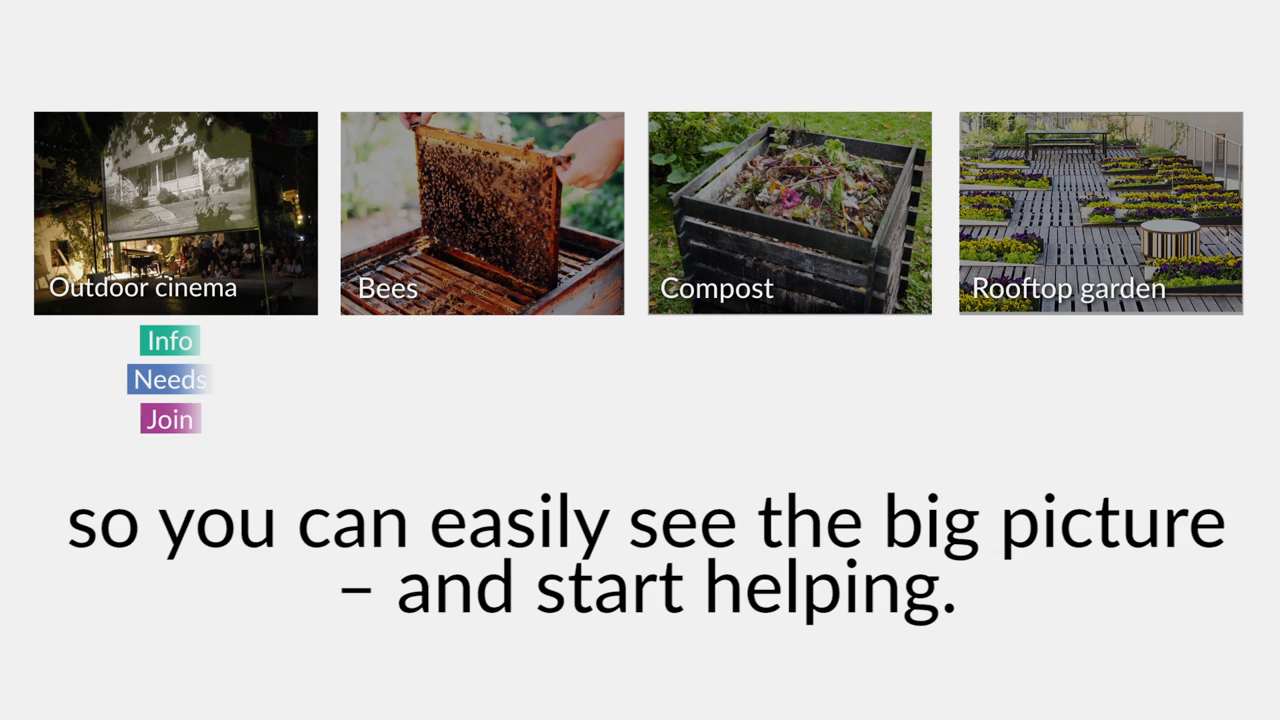 Outdoor cinema
Bees
Compost
Rooftop garden
Info
Needs
Join
so you can easily see the big picture
– and start helping.